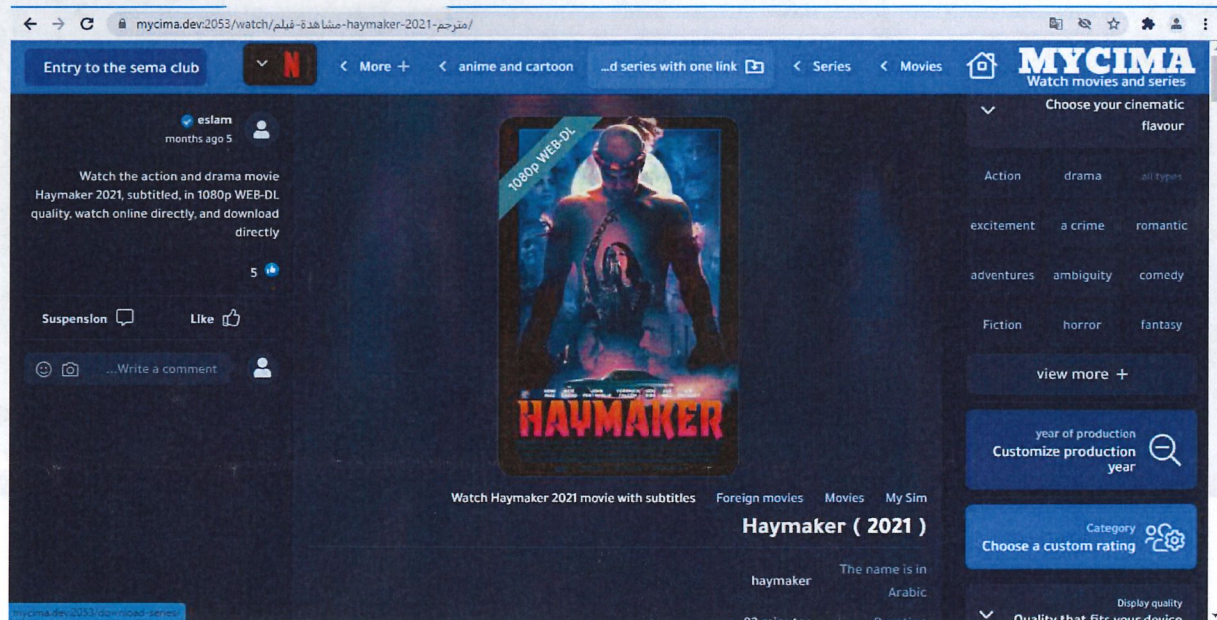 mycima.dev:2053/watch/مشاهدة-فيلم-haymaker-2021-مترجم/
Entry to the sema club
N
More +
anime and cartoon
...d series with one link
Series
Movies
MYCIMA
Watch movies and series
eslam
months ago 5
Watch the action and drama movie
Haymaker 2021, subtitled, in 1080p WEB-DL
quality, watch online directly, and download
directly
5
Suspension
Like
...Write a comment
1080p WEB-DL
HAYMAKER
Watch Haymaker 2021 movie with subtitles Foreign movies Movies My Sim
Haymaker ( 2021 )
haymaker
The name is in
Arabic
Choose your cinematic
flavour
Action drama all types
excitement a crime romantic
adventures ambiguity comedy
Fiction horror fantasy
view more +
year of production
Customize production
year
Category
Choose a custom rating
Display quality
Quality that fits your device
mycima.dev:2053/download-series/